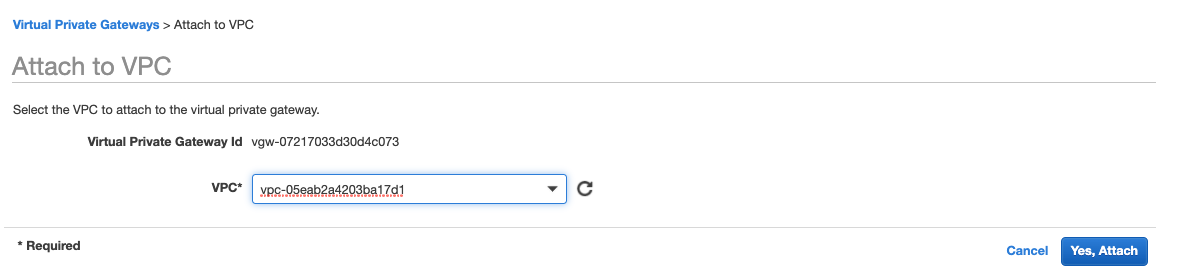 Virtual Private Gateways > Attach to VPC
Attach to VPC
Select the VPC to attach to the virtual private gateway.
Virtual Private Gateway Id vgw-07217033d30d4c073
VPC* vpc-05eab2a4203ba17d1
* Required
Cancel Yes, Attach